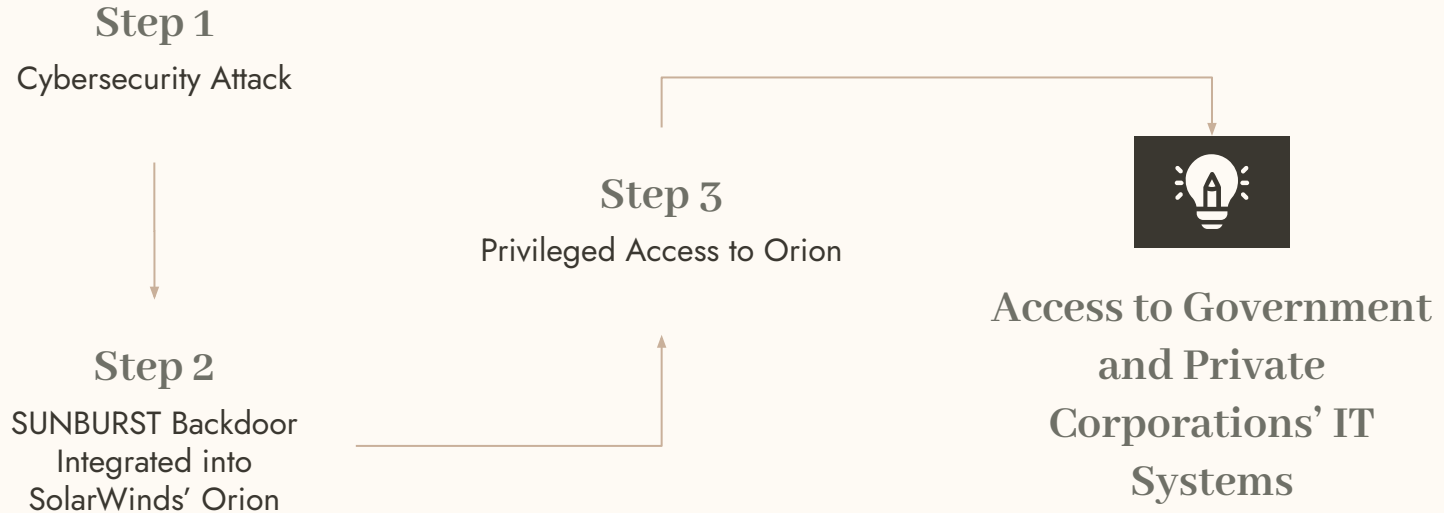 Step 1
Cybersecurity Attack
Step 2
SUNBURST Backdoor
Integrated into
SolarWinds’ Orion
Step 3
Privileged Access to Orion
Access to Government
and Private
Corporations’ IT
Systems